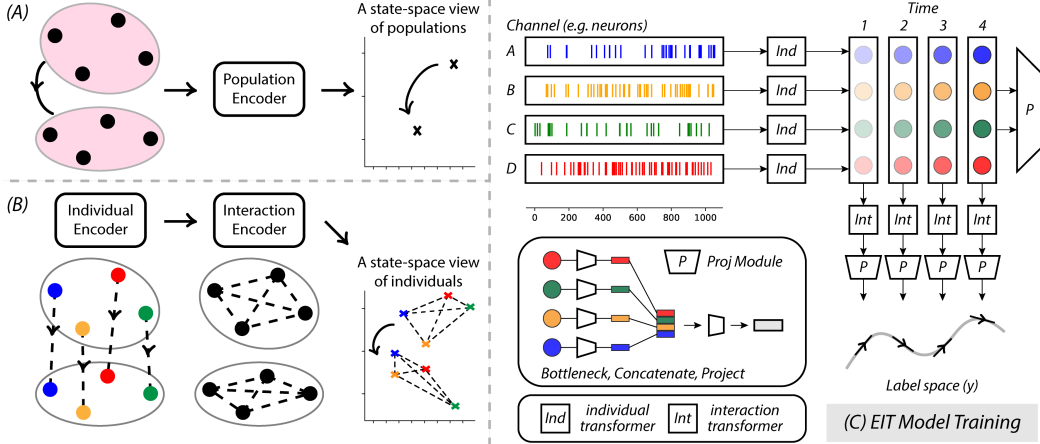 (A)
Population
Encoder
A state-space view
of populations
(B)
Individual
Encoder
Interaction
Encoder
A state-space view
of individuals
Channel (e.g. neurons)
Time
1 2 3 4
A
Ind
B
Ind
C
Ind
D
Ind
P
0 200 400 600 800 1000
Int Int Int Int
P P P P
P Proj Module
Bottleneck, Concatenate, Project
Ind individual
transformer
Int interaction
transformer
Label space (y)
(C) EIT Model Training